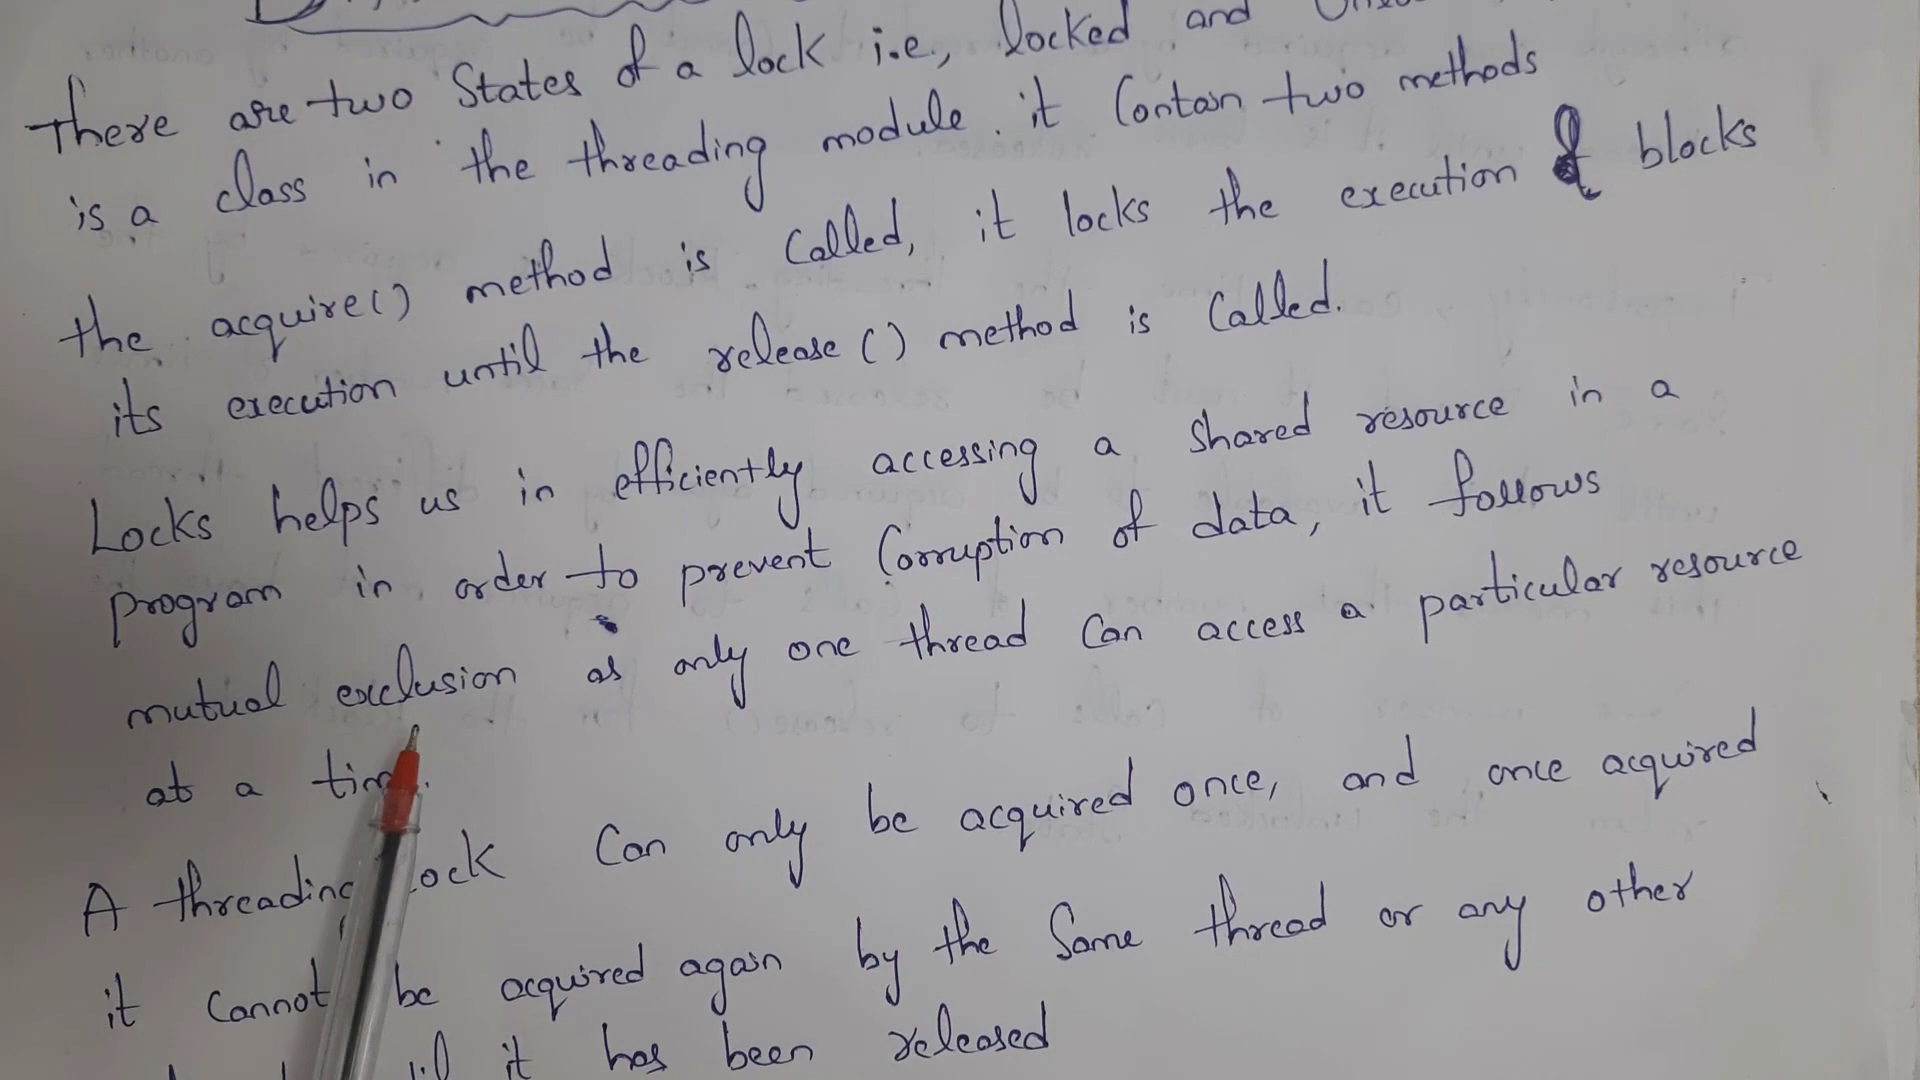 There are two States of a lock i.e., locked and
is a class in the threading module. it Contain two methods
the acquire() method is Called, it locks the execution & blocks
its execution until the release() method is Called.
Locks helps us in efficiently accessing a Shared resource in a
program in order to prevent Corruption of data, it follows
mutual exclusion as only one thread Can access a particular resource
at a time.
A threading lock Can only be acquired once, and once acquired
it Cannot be acquired again by the Same thread or any other
it has been released